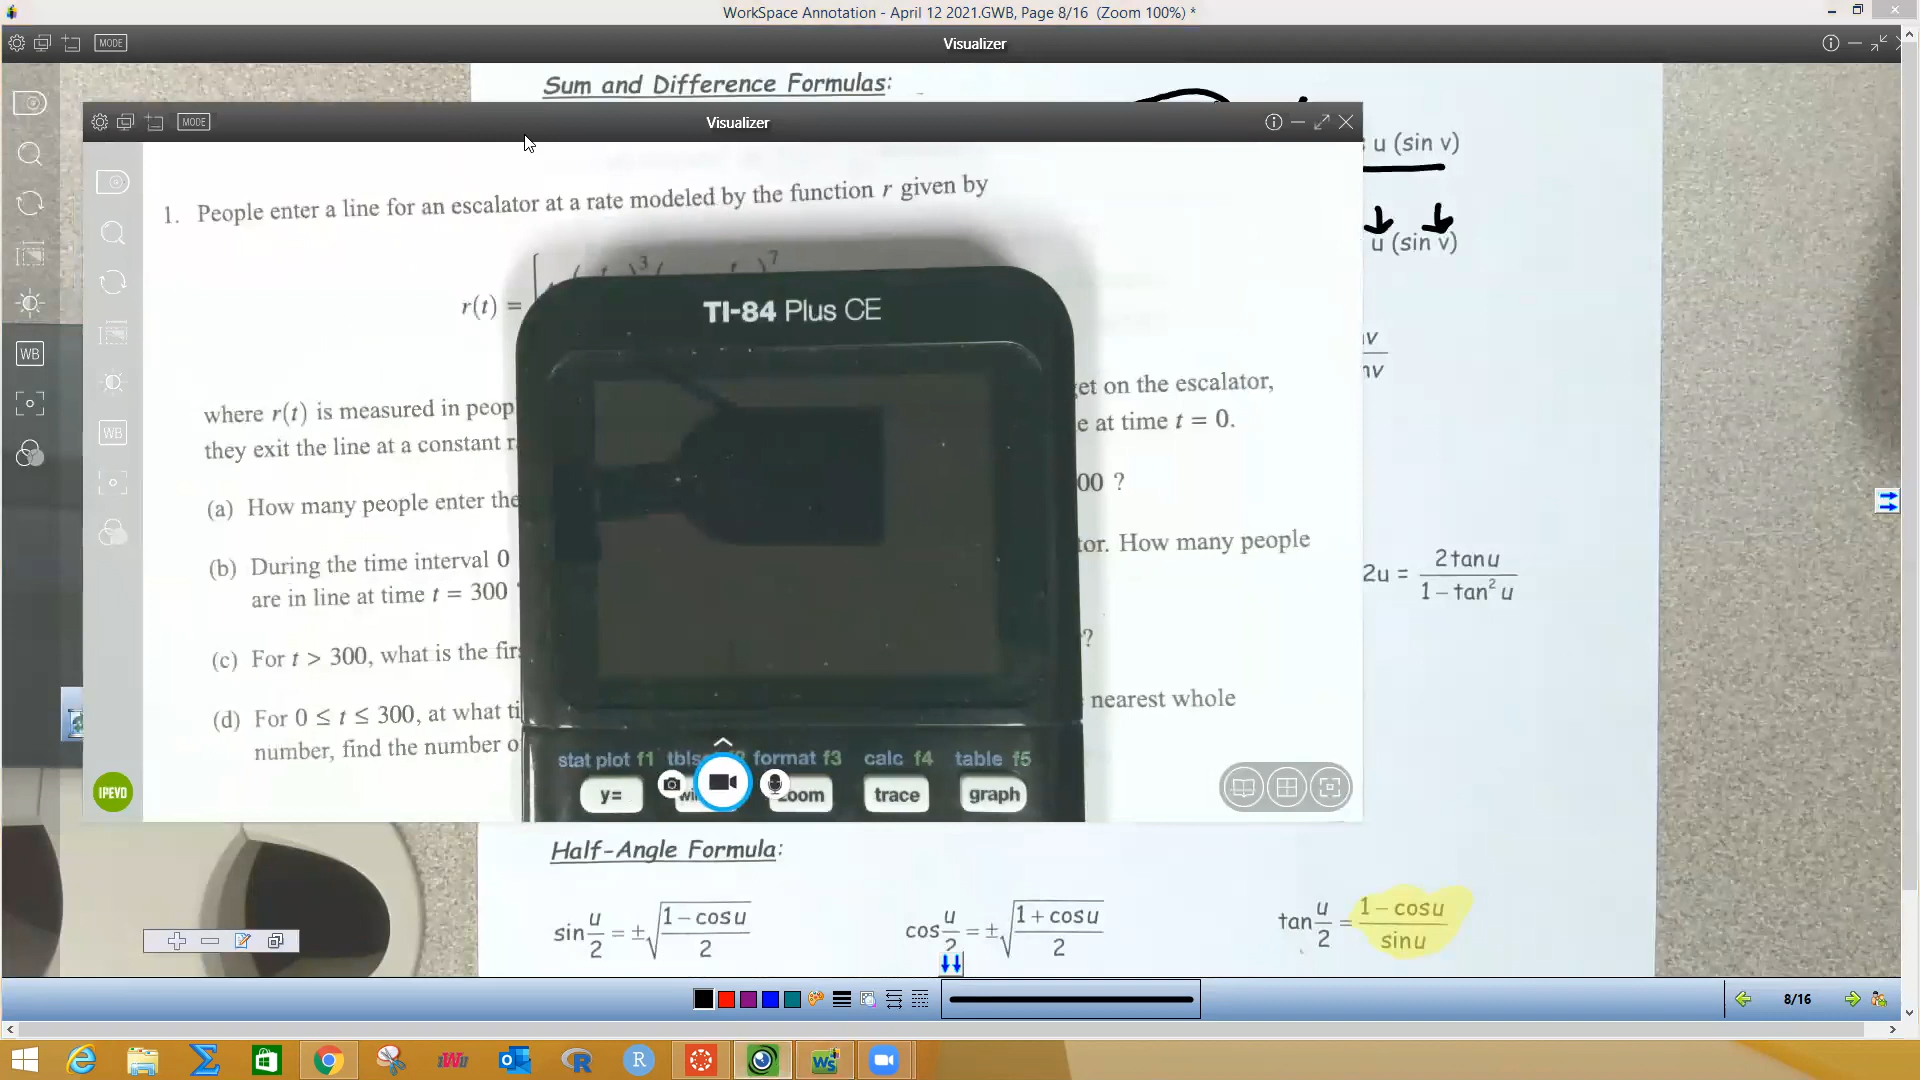 WorkSpace Annotation - April 12 2021.GWB, Page 8/16 (Zoom 100%) *
MODE
Visualizer
Sum and Difference Formulas:
MODE
Visualizer
u (sin v)
u (sin v)
1. People enter a line for an escalator at a rate modeled by the function r given by
r(t) =
TI-84 Plus CE
where r(t) is measured in peop
get on the escalator,
they exit the line at a constant
e at time t = 0.
(a) How many people enter the
00 ?
(b) During the time interval 0
tor. How many people
are in line at time t = 300
(c) For t > 300, what is the firs
?
(d) For 0 ≤ t ≤ 300, at what ti
nearest whole
number, find the number o
2u = 2 tan u / 1 − tan² u
stat plot f1 format f3 calc f4 table f5
y= zoom trace graph
WB
WB
IPEVO
Half-Angle Formula:
sin u/2 = ±√(1 − cos u / 2)
cos u/2 = ±√(1 + cos u / 2)
tan u/2 = 1 − cos u / sin u
8/16